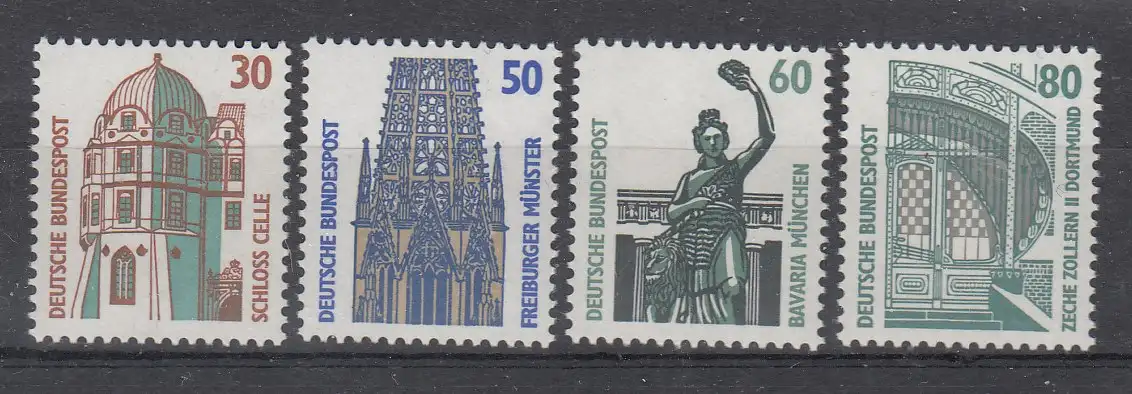 30
DEUTSCHE BUNDESPOST
SCHLOSS CELLE
50
DEUTSCHE BUNDESPOST
FREIBURGER MÜNSTER
60
DEUTSCHE BUNDESPOST
BAVARIA MÜNCHEN
80
DEUTSCHE BUNDESPOST
ZECHE ZOLLERN II DORTMUND